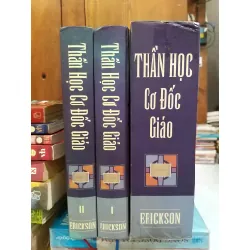 Thần Học Cơ Đốc Giáo
II
ERICKSON
Thần Học Cơ Đốc Giáo
I
ERICKSON
THẦN HỌC
CƠ ĐỐC
GIÁO
ERICKSON